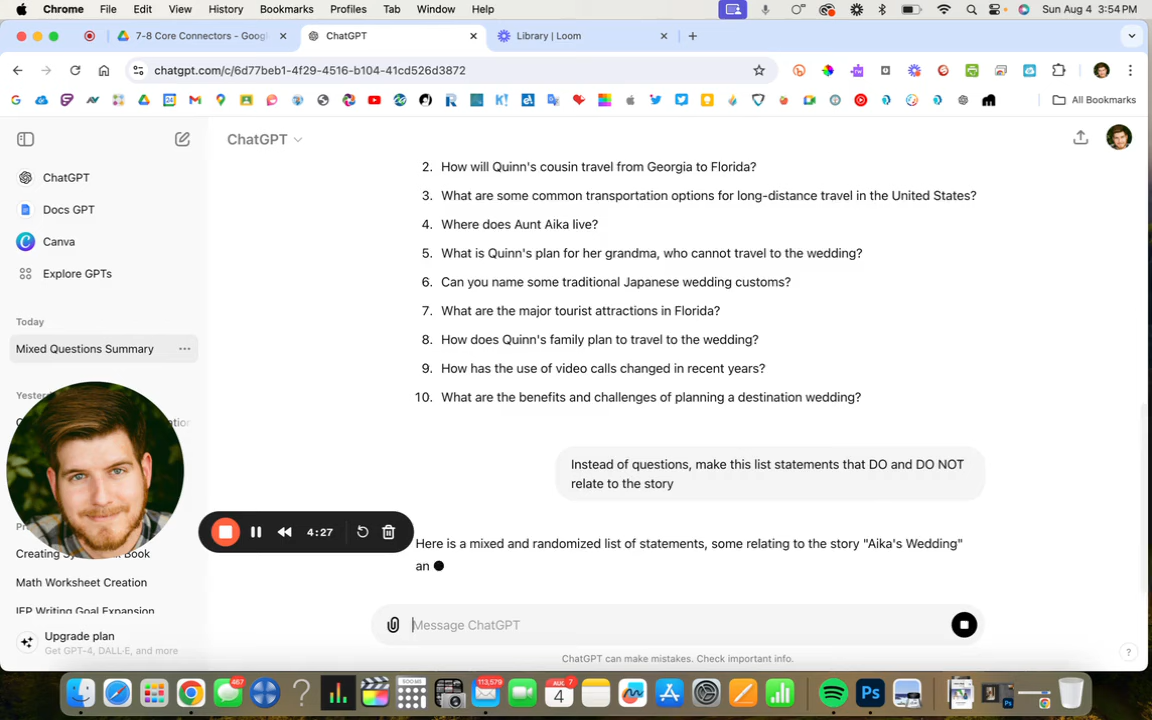 Chrome File Edit View History Bookmarks Profiles Tab Window Help
Sun Aug 4 3:54 PM
7-8 Core Connectors - Goog
ChatGPT
Library | Loom
chatgpt.com/c/6d77beb1-4f29-4516-b104-41cd526d3872
All Bookmarks
ChatGPT
ChatGPT
Docs GPT
Canva
Explore GPTs
Today
Mixed Questions Summary
2. How will Quinn's cousin travel from Georgia to Florida?
3. What are some common transportation options for long-distance travel in the United States?
4. Where does Aunt Aika live?
5. What is Quinn's plan for her grandma, who cannot travel to the wedding?
6. Can you name some traditional Japanese wedding customs?
7. What are the major tourist attractions in Florida?
8. How does Quinn's family plan to travel to the wedding?
9. How has the use of video calls changed in recent years?
10. What are the benefits and challenges of planning a destination wedding?
Instead of questions, make this list statements that DO and DO NOT
relate to the story
4:27
Here is a mixed and randomized list of statements, some relating to the story "Aika's Wedding"
an
Book
Math Worksheet Creation
IEP Writing Goal Expansion
Upgrade plan
Get GPT-4, DALL·E, and more
Message ChatGPT
ChatGPT can make mistakes. Check important info.
?
467
113,579
AUG
4
7